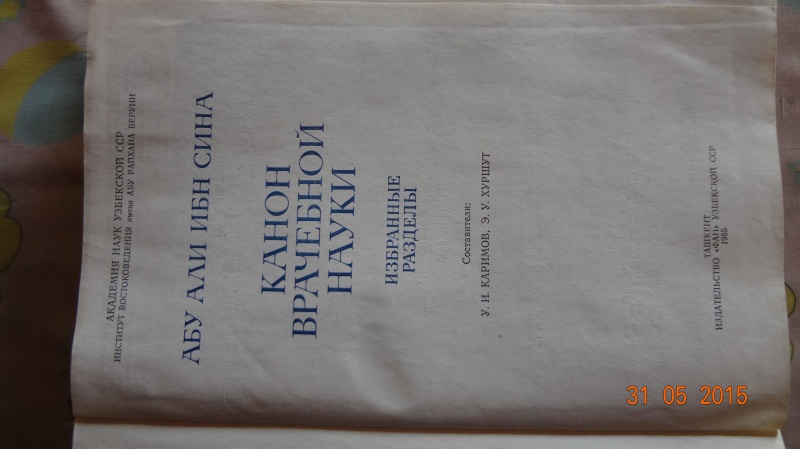 АКАДЕМИЯ НАУК УЗБЕКСКОЙ ССР
ИНСТИТУТ ВОСТОКОВЕДЕНИЯ имени АБУ РАЙХАНА БЕРУНИ
АБУ АЛИ ИБН СИНА
КАНОН
ВРАЧЕБНОЙ
НАУКИ
ИЗБРАННЫЕ
РАЗДЕЛЫ
Составители:
У. И. КАРИМОВ, Э. У. ХУРШУТ
ТАШКЕНТ
ИЗДАТЕЛЬСТВО «ФАН» УЗБЕКСКОЙ ССР
1985
31 05 2015